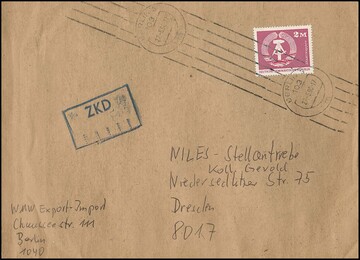 2 M
ZKD
MILES - Stellantriebe
Koll. Gerold
Niedersedlitzer Str. 75
Dresden
8017
WMW Export-Import
Chausseestr. 111
Berlin
1040